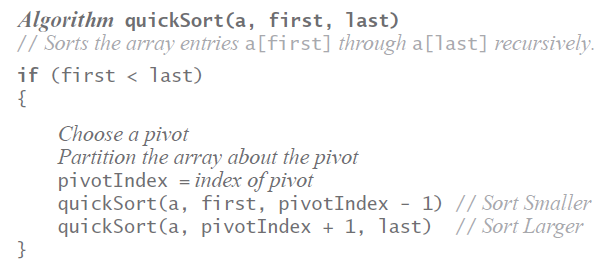 Algorithm quickSort(a, first, last)
// Sorts the array entries a[first] through a[last] recursively.
if (first < last)
{
Choose a pivot
Partition the array about the pivot
pivotIndex = index of pivot
quickSort(a, first, pivotIndex - 1) // Sort Smaller
quickSort(a, pivotIndex + 1, last) // Sort Larger
}